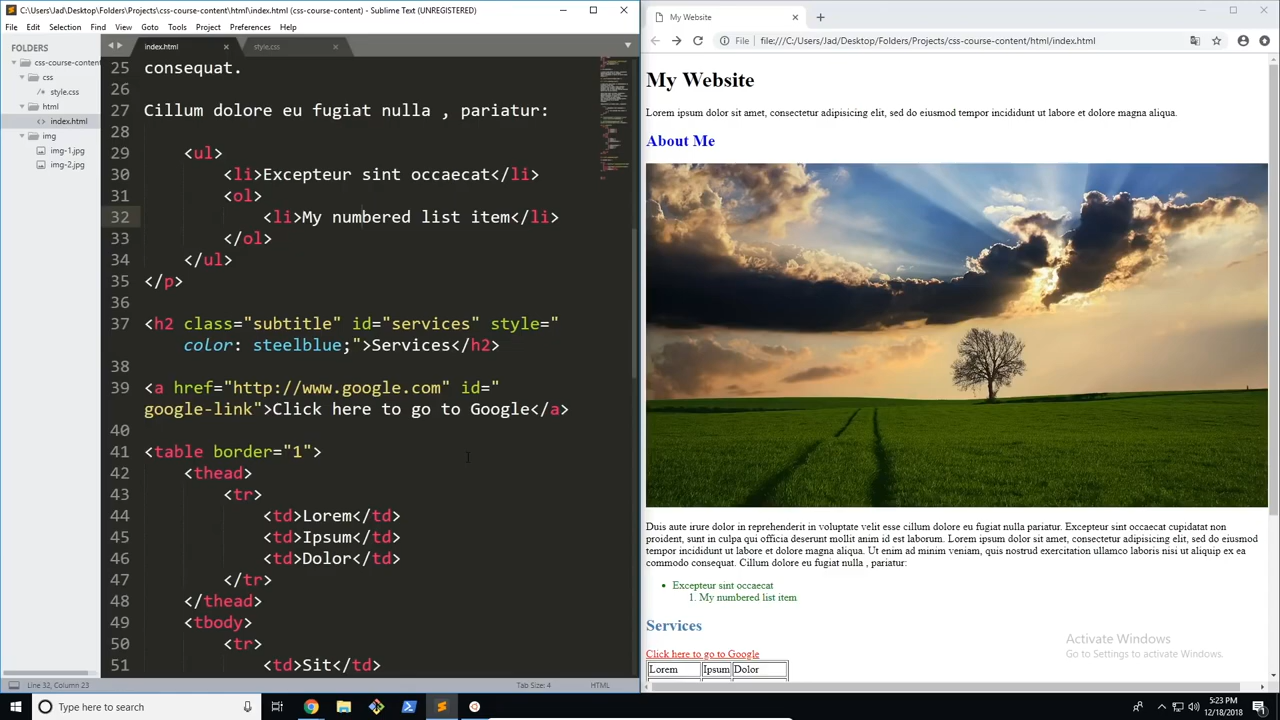 C:\Users\Jad\Desktop\Folders\Projects\css-course-content\html\index.html (css-course-content) - Sublime Text (UNREGISTERED)
File Edit Selection Find View Goto Tools Project Preferences Help
FOLDERS
css-course-content
css
style.css
html
index.html
img
img-1.jpg
img-2.jpg
index.html
style.css
25 consequat.
26
27 Cillum dolore eu fugiat nulla , pariatur:
28
29 <ul>
30 <li>Excepteur sint occaecat</li>
31 <ol>
32 <li>My numbered list item</li>
33 </ol>
34 </ul>
35 </p>
36
37 <h2 class="subtitle" id="services" style="
color: steelblue;">Services</h2>
38
39 <a href="http://www.google.com" id="
google-link">Click here to go to Google</a>
40
41 <table border="1">
42 <thead>
43 <tr>
44 <td>Lorem</td>
45 <td>Ipsum</td>
46 <td>Dolor</td>
47 </tr>
48 </thead>
49 <tbody>
50 <tr>
51 <td>Sit</td>
Line 32, Column 23
Tab Size: 4
HTML
My Website
File file:///C:/Users/Jad/Desktop/Folders/Projects/css-course-content/html/index.html
My Website
Lorem ipsum dolor sit amet, consectetur adipisicing elit, sed do eiusmod tempor incididunt ut labore et dolore magna aliqua.
About Me
Duis aute irure dolor in reprehenderit in voluptate velit esse cillum dolore eu fugiat nulla pariatur. Excepteur sint occaecat cupidatat non
proident, sunt in culpa qui officia deserunt mollit anim id est laborum. Lorem ipsum dolor sit amet, consectetur adipisicing elit, sed do eiusmod
tempor incididunt ut labore et dolore magna aliqua. Ut enim ad minim veniam, quis nostrud exercitation ullamco laboris nisi ut aliquip ex ea
commodo consequat. Cillum dolore eu fugiat nulla , pariatur:
Excepteur sint occaecat
1. My numbered list item
Services
Click here to go to Google
Lorem Ipsum Dolor
Activate Windows
Go to Settings to activate Windows.
Type here to search
5:23 PM
12/18/2018